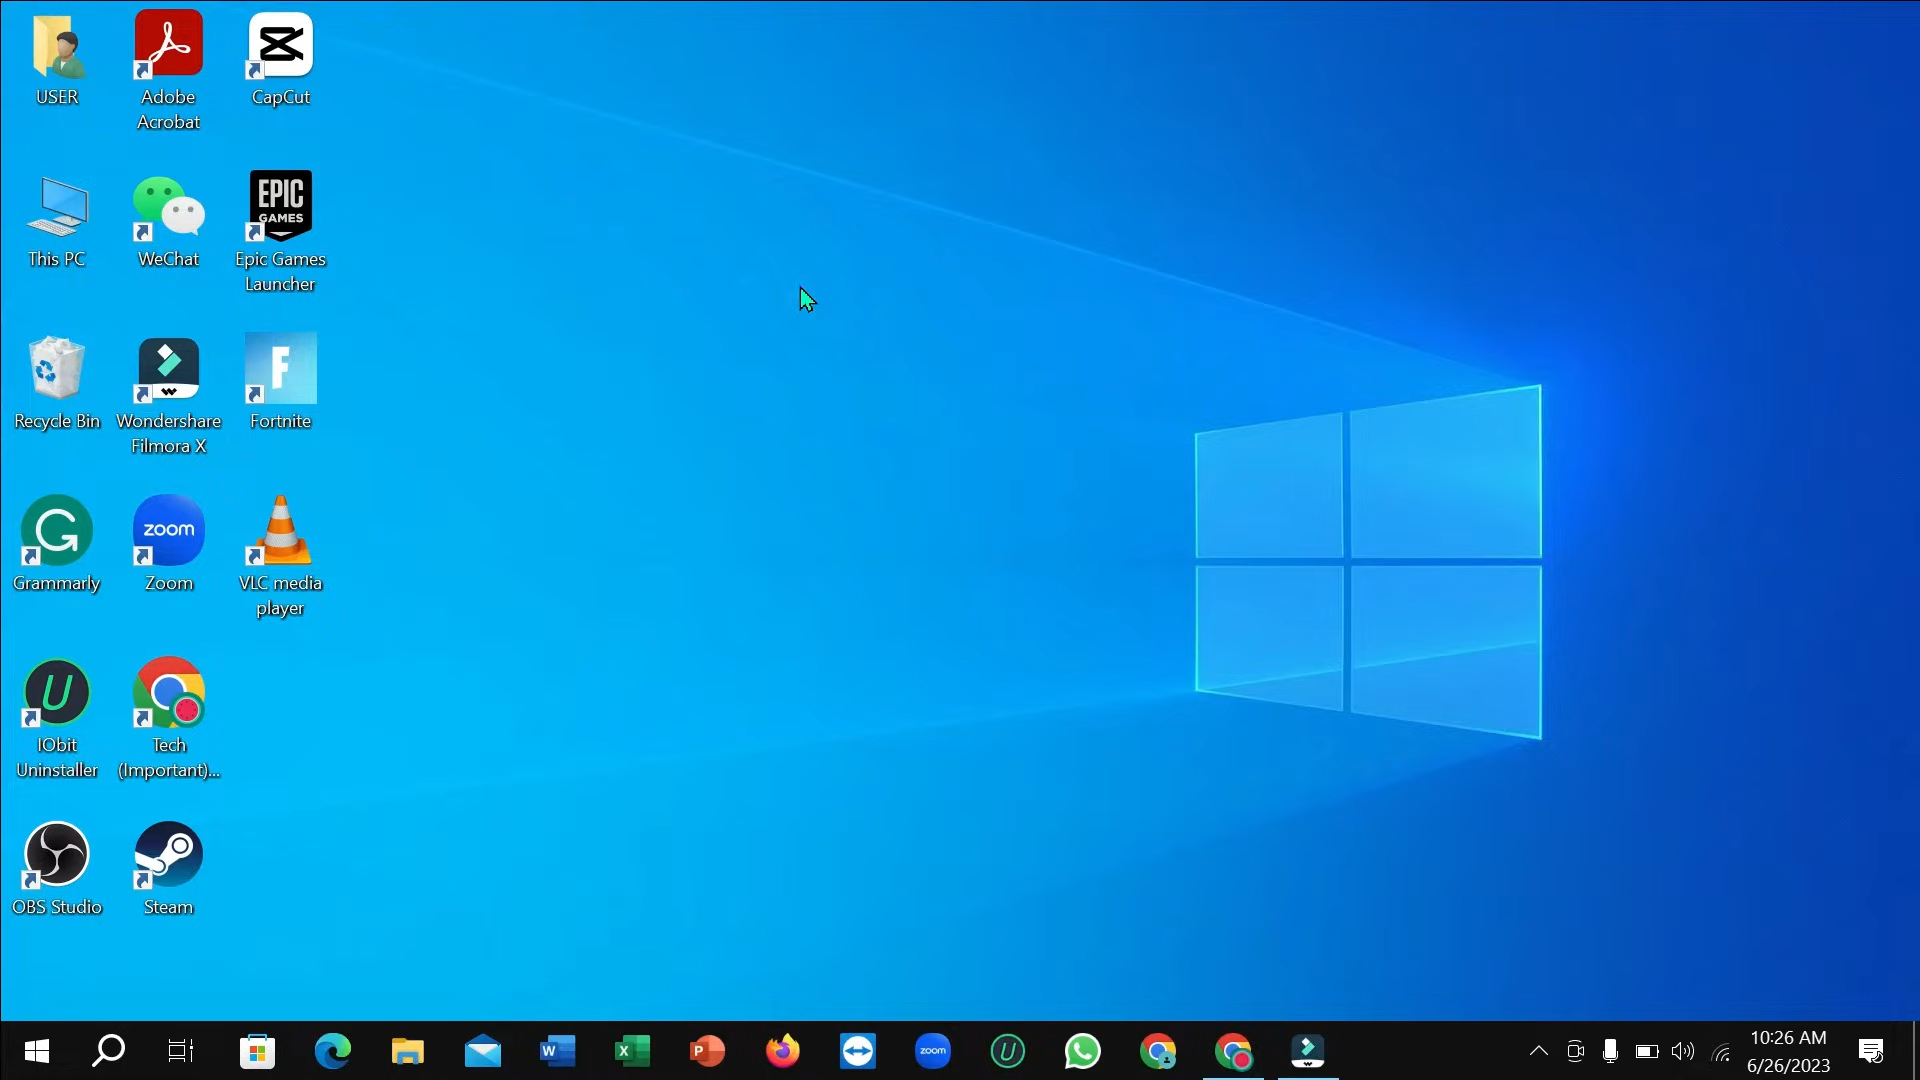 USER
Adobe
Acrobat
CapCut
This PC
WeChat
EPIC
GAMES
Epic Games
Launcher
Recycle Bin
Wondershare
Filmora X
F
Fortnite
G
Grammarly
zoom
Zoom
VLC media
player
U
IObit
Uninstaller
Tech
(Important)...
OBS Studio
Steam
W
X
P
zoom
U
10:26 AM
6/26/2023